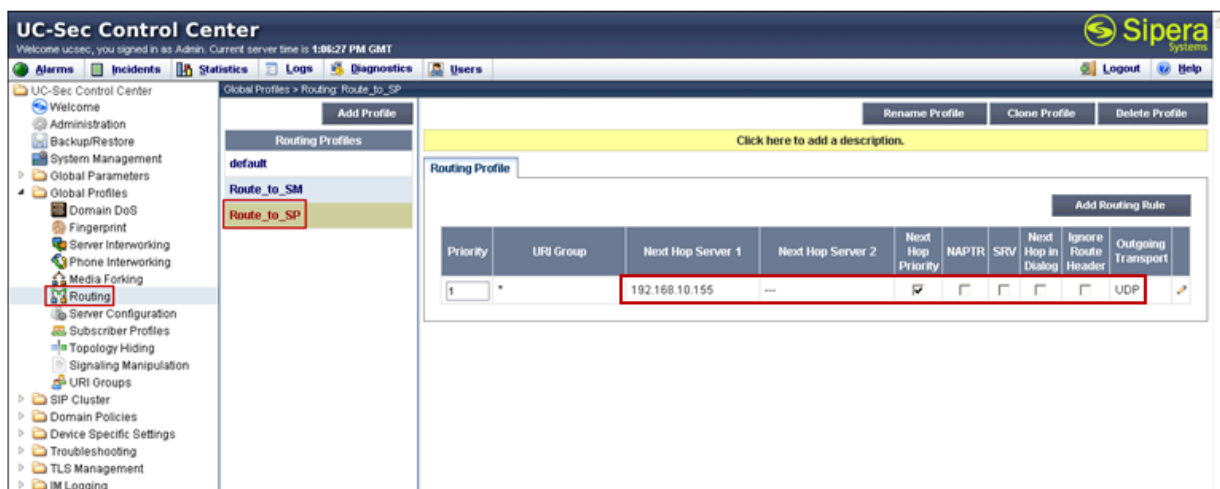 UC-Sec Control Center
Welcome ucsec, you signed in as Admin. Current server time is 1:06:27 PM GMT
Sipera
Systems
Alarms Incidents Statistics Logs Diagnostics Users Logout Help
UC-Sec Control Center
Welcome
Administration
Backup/Restore
System Management
Global Parameters
Global Profiles
Domain DoS
Fingerprint
Server Interworking
Phone Interworking
Media Forking
Routing
Server Configuration
Subscriber Profiles
Topology Hiding
Signaling Manipulation
URI Groups
SIP Cluster
Domain Policies
Device Specific Settings
Troubleshooting
TLS Management
IM Logging
Global Profiles > Routing: Route_to_SP
Add Profile
Routing Profiles
default
Route_to_SM
Route_to_SP
Rename Profile Clone Profile Delete Profile
Click here to add a description.
Routing Profile
Add Routing Rule
Priority URI Group Next Hop Server 1 Next Hop Server 2 Next Hop Priority NAPTR SRV Next Hop in Dialog Ignore Route Header Outgoing Transport
1 * 192.168.10.155 --- UDP